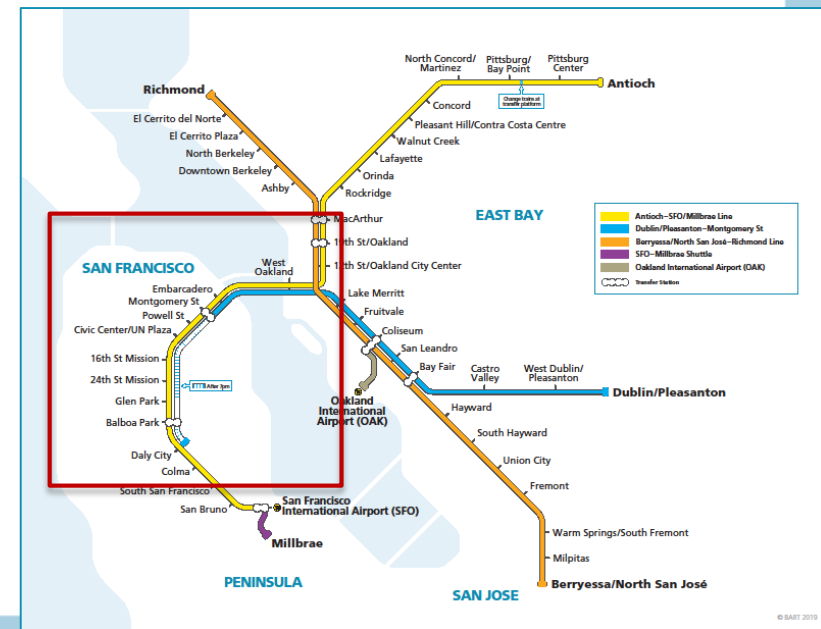 North Concord/
Martinez
Pittsburg/
Bay Point
Pittsburg
Center
Antioch
Change trains at
transfer platform
Richmond
El Cerrito del Norte
El Cerrito Plaza
North Berkeley
Downtown Berkeley
Ashby
Concord
Pleasant Hill/Contra Costa Centre
Walnut Creek
Lafayette
Orinda
Rockridge
MacArthur
19th St/Oakland
12th St/Oakland City Center
EAST BAY
Antioch–SFO/Millbrae Line
Dublin/Pleasanton–Montgomery St
Berryessa/North San José–Richmond Line
SFO–Millbrae Shuttle
Oakland International Airport (OAK)
Transfer Station
SAN FRANCISCO
West
Oakland
Embarcadero
Montgomery St
Powell St
Civic Center/UN Plaza
16th St Mission
24th St Mission
After 3pm
Glen Park
Balboa Park
Daly City
Colma
South San Francisco
San Bruno
San Francisco
International Airport (SFO)
Millbrae
PENINSULA
Lake Merritt
Fruitvale
Coliseum
San Leandro
Bay Fair
Castro
Valley
West Dublin/
Pleasanton
Dublin/Pleasanton
Oakland
International
Airport (OAK)
Hayward
South Hayward
Union City
Fremont
Warm Springs/South Fremont
Milpitas
Berryessa/North San José
SAN JOSE
© BART 2019